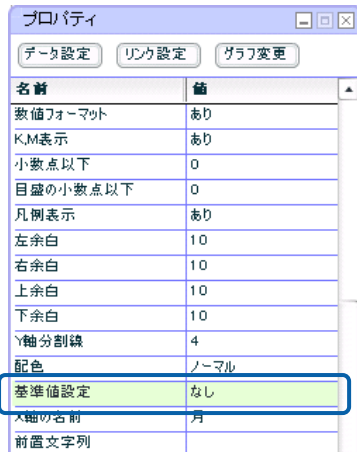 プロパティ
データ設定 リンク設定 グラフ変更
名前 値
数値フォーマット あり
K,M表示 あり
小数点以下 0
目盛の小数点以下 0
凡例表示 あり
左余白 10
右余白 10
上余白 10
下余白 10
Y軸分割線 4
配色 ノーマル
基準値設定 なし
X軸の名前 月
前置文字列